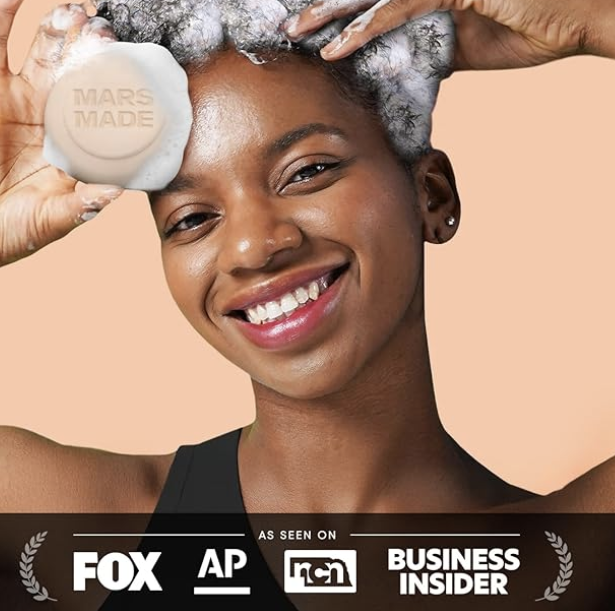 MARS
MADE
AS SEEN ON
FOX
AP
ncn
BUSINESS
INSIDER